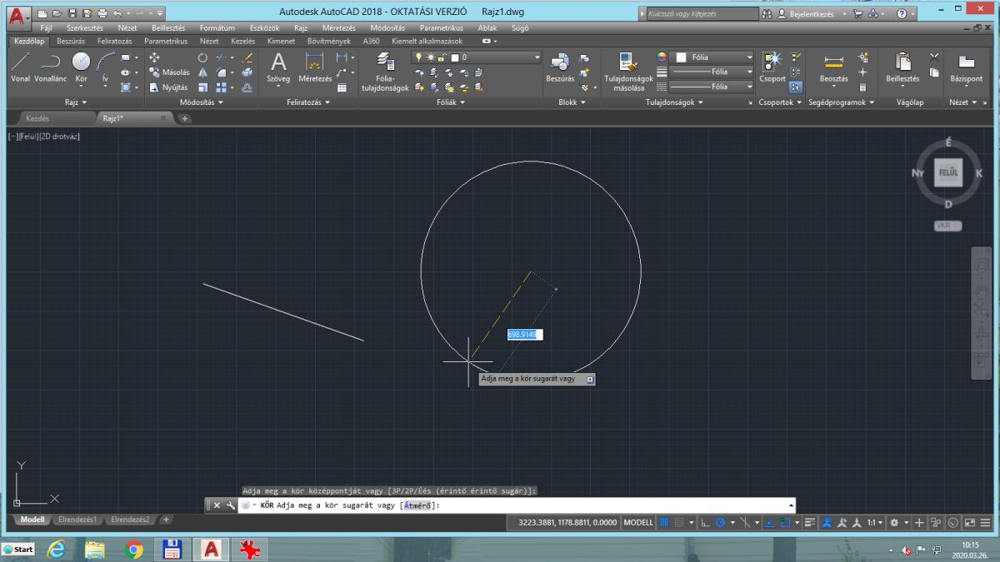 Autodesk AutoCAD 2018 - OKTATÁSI VERZIÓ Rajz1.dwg
Kulcsszó vagy kifejezés
Bejelentkezés
Fájl Szerkesztés Nézet Beillesztés Formátum Eszközök Rajz Méretezés Módosítás Parametrikus Ablak Súgó
Kezdőlap Beszúrás Feliratozás Parametrikus Nézet Kezelés Kimenet Bővítmények A360 Kiemelt alkalmazások
Vonal Vonallánc Kör Ív
Másolás
Nyújtás
Szöveg Méretezés
Fólia-
tulajdonságok
0
Beszúrás
Tulajdonságok
másolása
Fólia
Fólia
Fólia
Csoport
Beosztás
Beillesztés
Bázispont
Rajz Módosítás Feliratozás Fóliák Blokk Tulajdonságok Csoportok Segédprogramok Vágólap Nézet
Kezdés Rajz1*
[−][Felül][2D drótváz]
É
Ny FELÜL K
D
VKR
698.9149
Adja meg a kör sugarát vagy
Y
X
Adja meg a kör középpontját vagy [3P/2P/Éés (érintő érintő sugár)]:
KÖR Adja meg a kör sugarát vagy [Átmérő]:
Modell Elrendezés1 Elrendezés2
3223.3881, 1178.8811, 0.0000 MODELL
1:1
Start
10:15
2020.03.26.